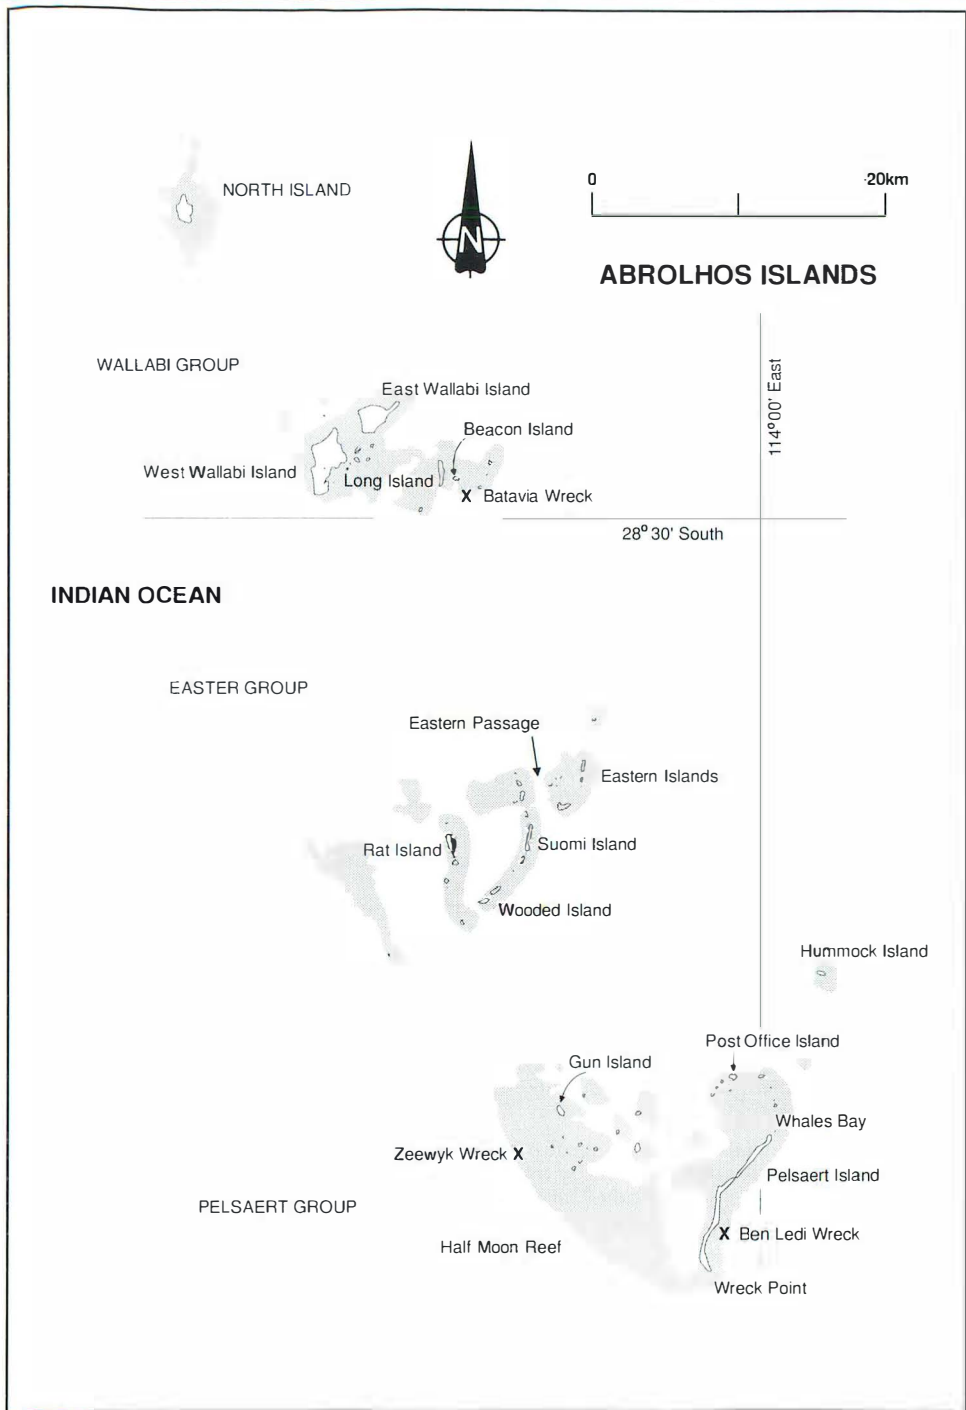 NORTH ISLAND
N
0 20km
ABROLHOS ISLANDS
WALLABI GROUP
114°00' East
East Wallabi Island
Beacon Island
West Wallabi Island
Long Island
X Batavia Wreck
28° 30' South
INDIAN OCEAN
EASTER GROUP
Eastern Passage
Eastern Islands
Rat Island
Suomi Island
Wooded Island
Hummock Island
Post Office Island
Gun Island
Whales Bay
Zeewyk Wreck X
Pelsaert Island
PELSAERT GROUP
X Ben Ledi Wreck
Half Moon Reef
Wreck Point